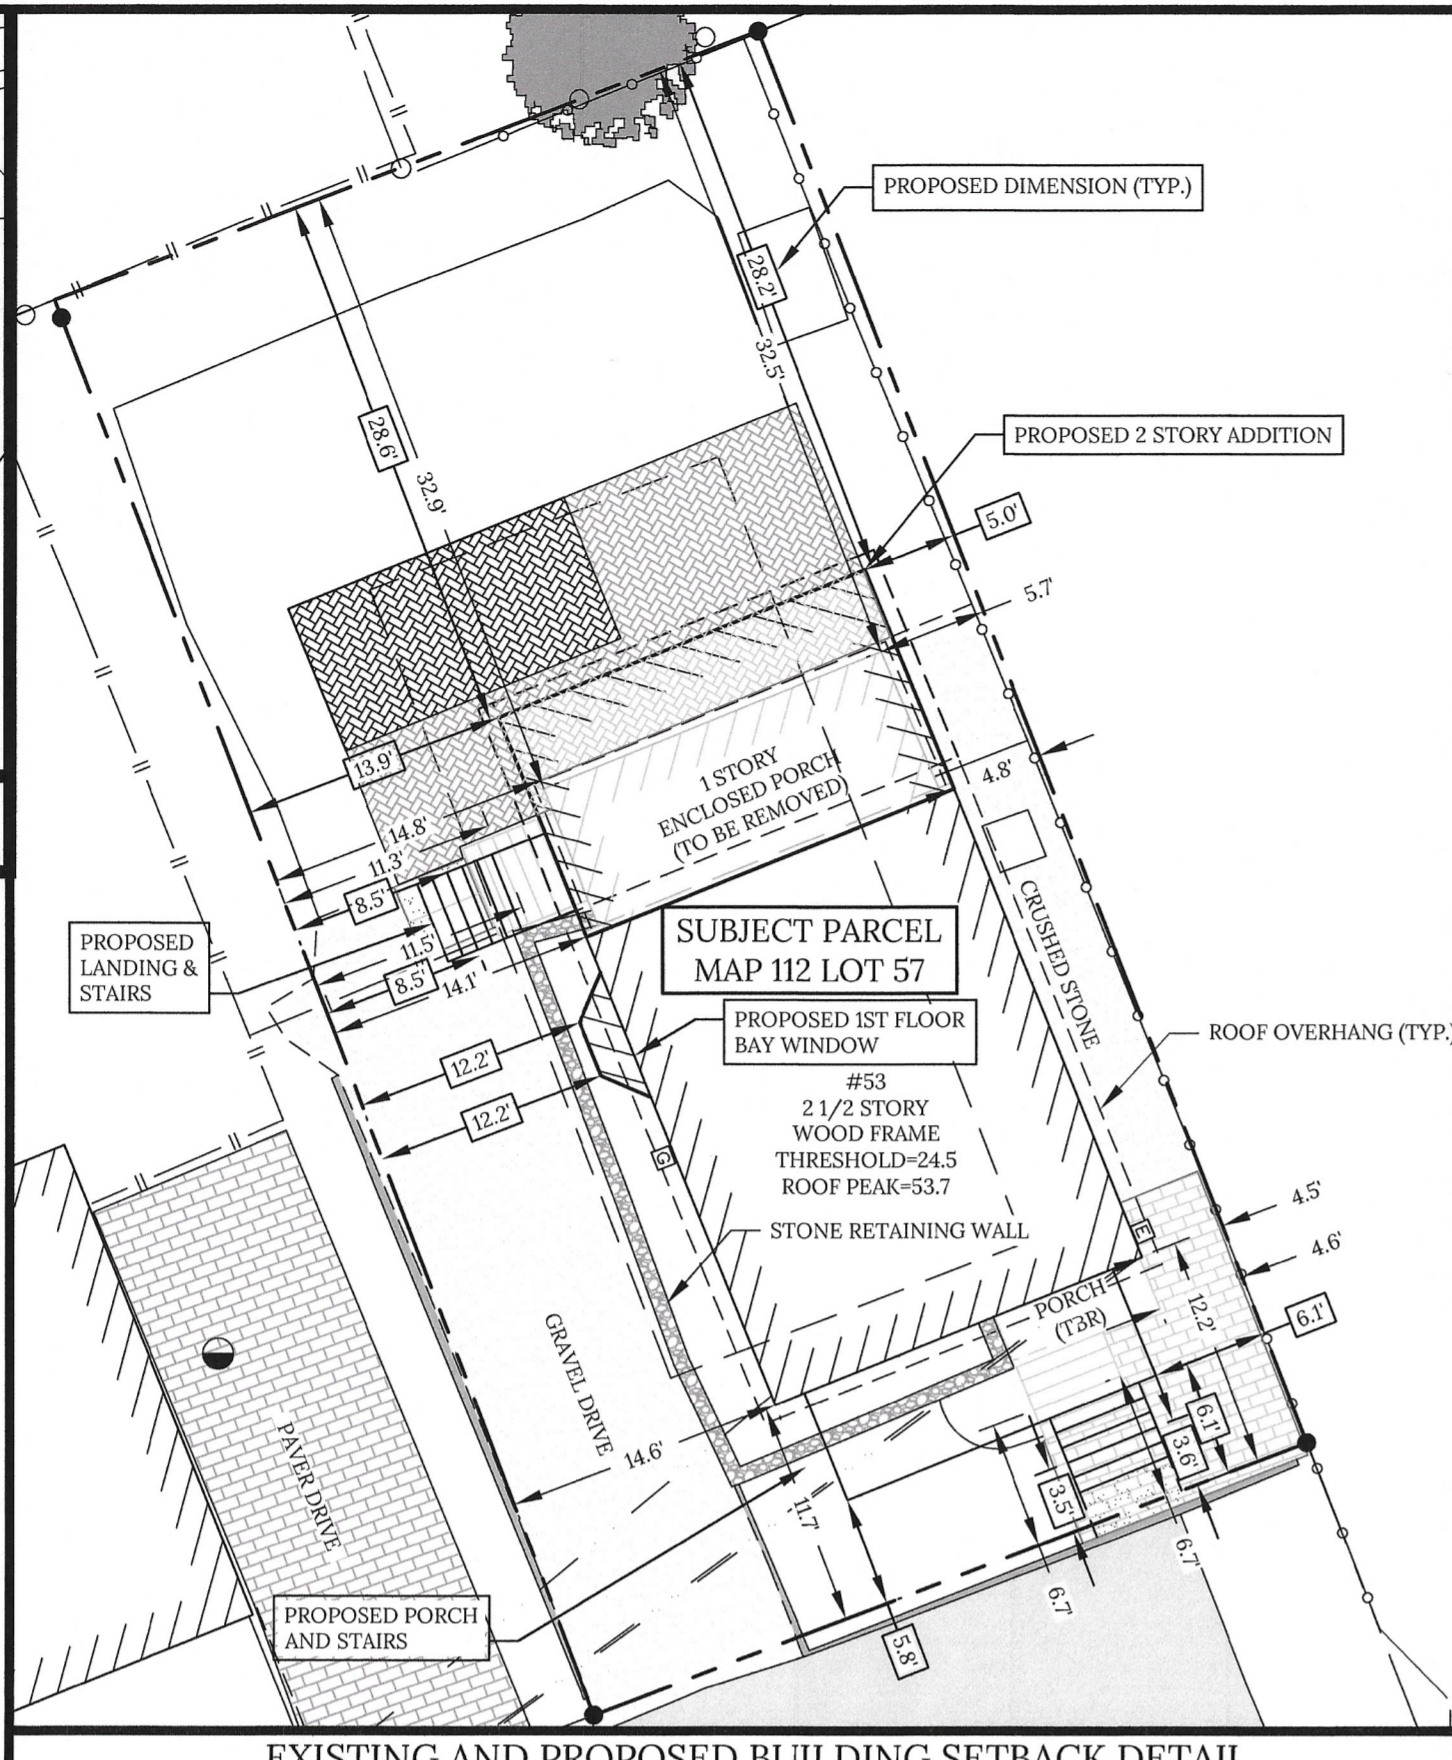 PROPOSED DIMENSION (TYP.)
28.2'
32.5'
28.6'
32.9'
PROPOSED 2 STORY ADDITION
5.0'
5.7'
13.9'
1 STORY
ENCLOSED PORCH
(TO BE REMOVED)
4.8'
14.8'
11.3'
8.5'
PROPOSED
LANDING &
STAIRS
11.5'
8.5'
14.1'
SUBJECT PARCEL
MAP 112 LOT 57
CRUSHED STONE
PROPOSED 1ST FLOOR
BAY WINDOW
ROOF OVERHANG (TYP.)
12.2'
12.2'
#53
2 1/2 STORY
WOOD FRAME
THRESHOLD=24.5
ROOF PEAK=53.7
G
STONE RETAINING WALL
E
4.5'
4.6'
PORCH
(TBR)
12.2'
6.1'
GRAVEL DRIVE
PAVER DRIVE
14.6'
6.1'
3.6'
3.5'
11.7'
6.7'
6.7'
PROPOSED PORCH
AND STAIRS
5.8'
EXISTING AND PROPOSED BUILDING SETBACK DETAIL